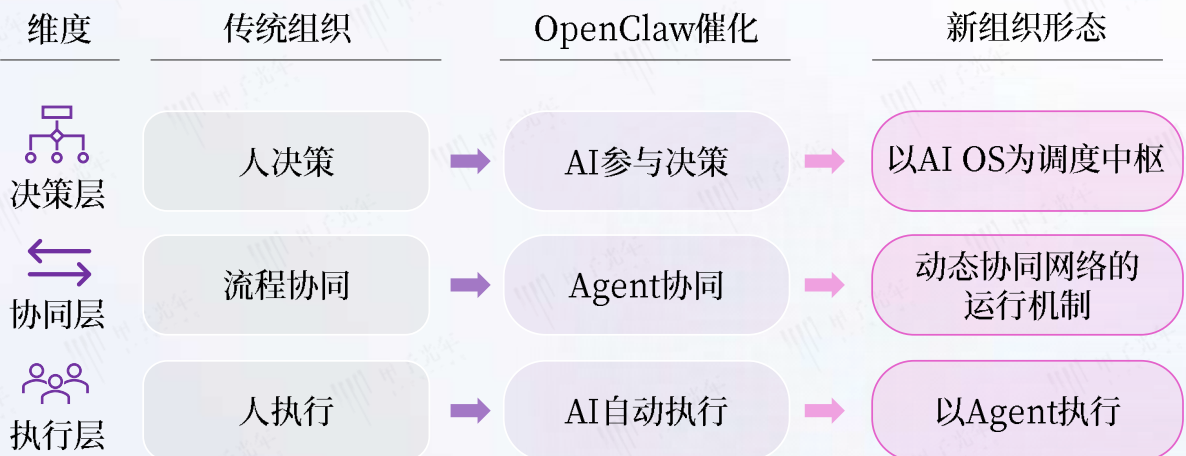 维度
传统组织
OpenClaw催化
新组织形态
决策层
人决策
AI参与决策
以AI OS为调度中枢
协同层
流程协同
Agent协同
动态协同网络的
运行机制
执行层
人执行
AI自动执行
以Agent执行